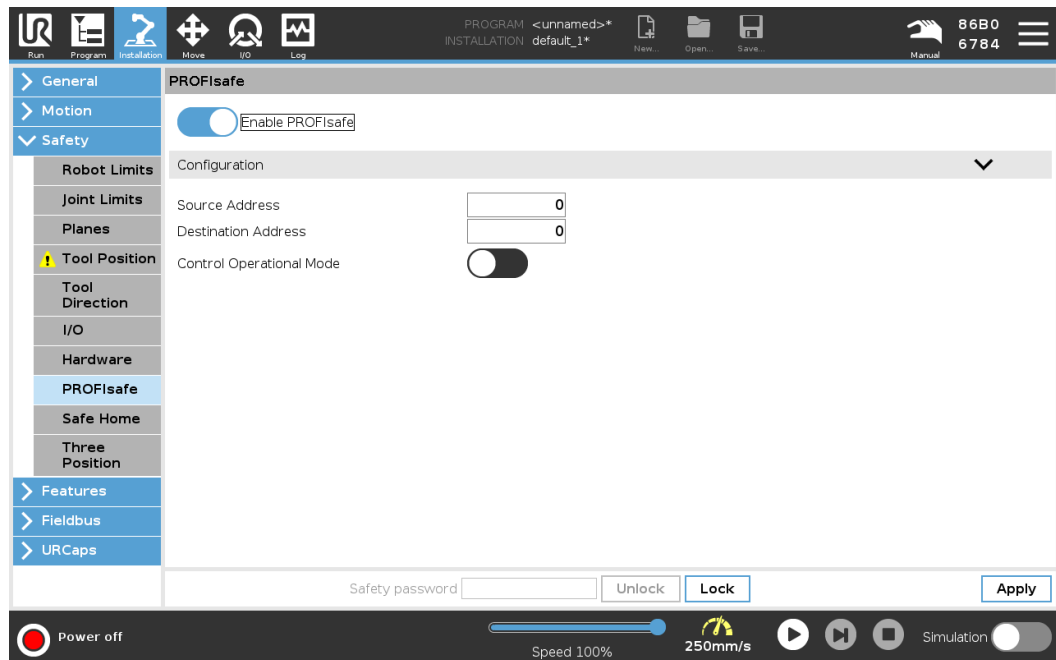 PROGRAM <unnamed>*
INSTALLATION default_1*
86B0
6784
Run Program Installation Move I/O Log New... Open... Save... Manual
General
Motion
Safety
Robot Limits
Joint Limits
Planes
Tool Position
Tool
Direction
I/O
Hardware
PROFIsafe
Safe Home
Three
Position
Features
Fieldbus
URCaps
PROFIsafe
Enable PROFIsafe
Configuration
Source Address 0
Destination Address 0
Control Operational Mode
Safety password Unlock Lock Apply
Power off
Speed 100%
250mm/s
Simulation